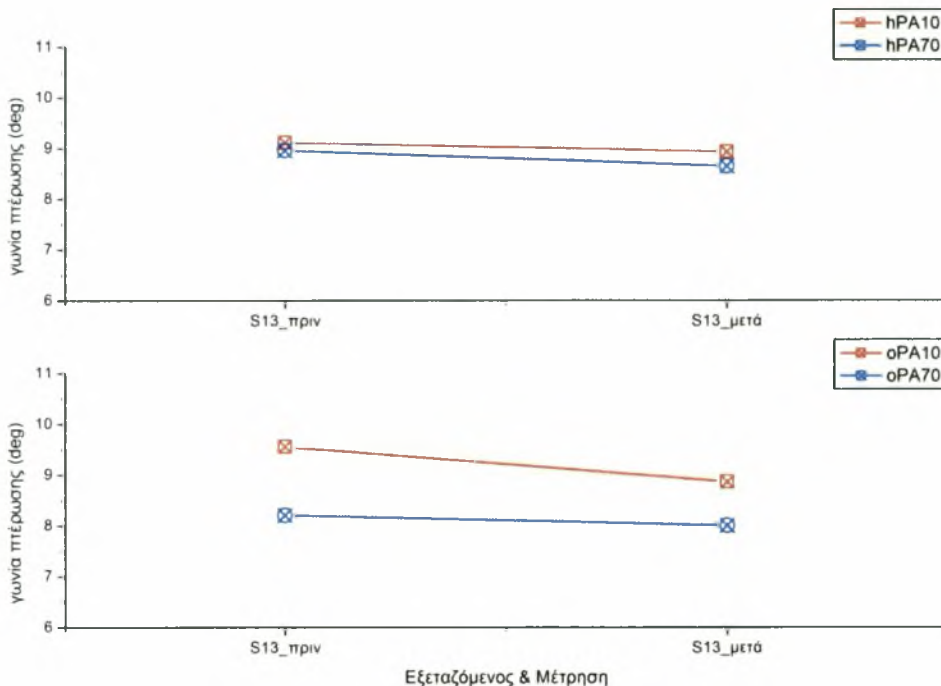 hPA10
hPA70
γωνία πτέρωσης (deg)
11
10
9
8
7
6
S13_πριν
S13_μετά
oPA10
oPA70
γωνία πτέρωσης (deg)
11
10
9
8
7
6
S13_πριν
S13_μετά
Εξεταζόμενος & Μέτρηση